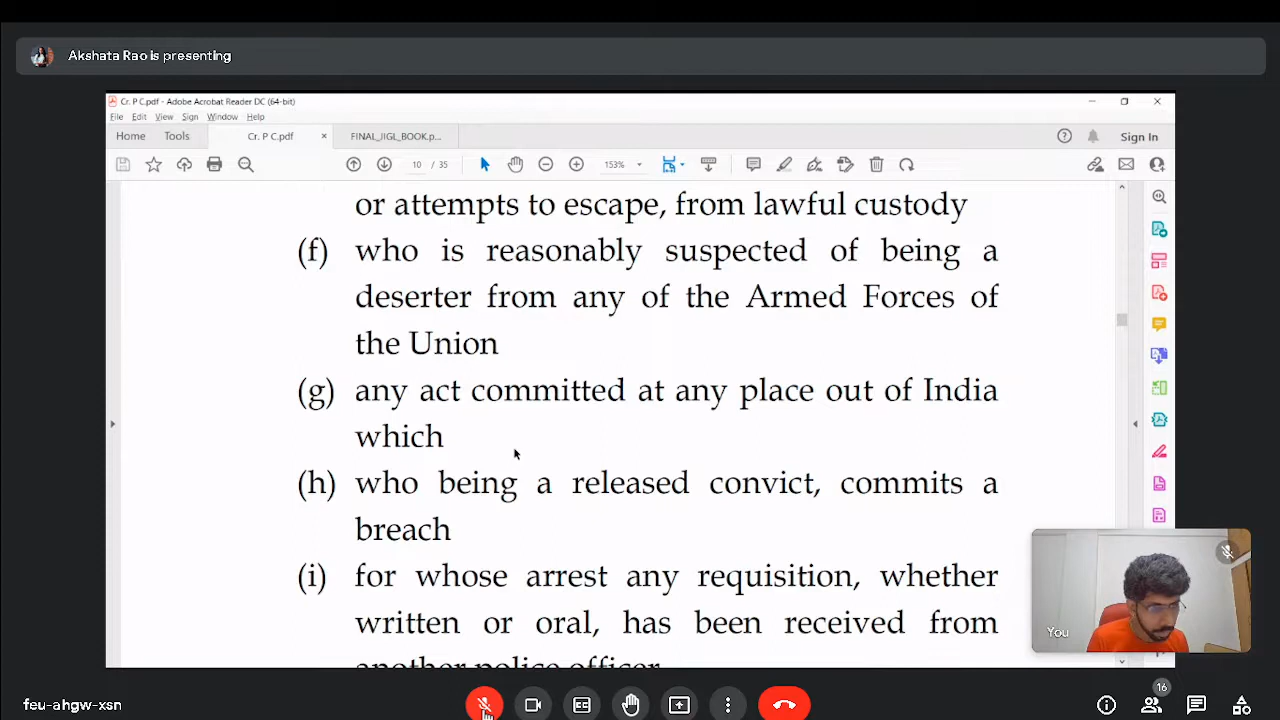 Akshata Rao is presenting
Cr. P C.pdf - Adobe Acrobat Reader DC (64-bit)
File Edit View Sign Window Help
Home Tools Cr. P C.pdf × FINAL_JIGL_BOOK.p... Sign In
10 / 35 153%
or attempts to escape, from lawful custody
(f) who is reasonably suspected of being a
deserter from any of the Armed Forces of
the Union
(g) any act committed at any place out of India
which
(h) who being a released convict, commits a
breach
(i) for whose arrest any requisition, whether
written or oral, has been received from
another police officer
You
feu-ahgw-xsn
16